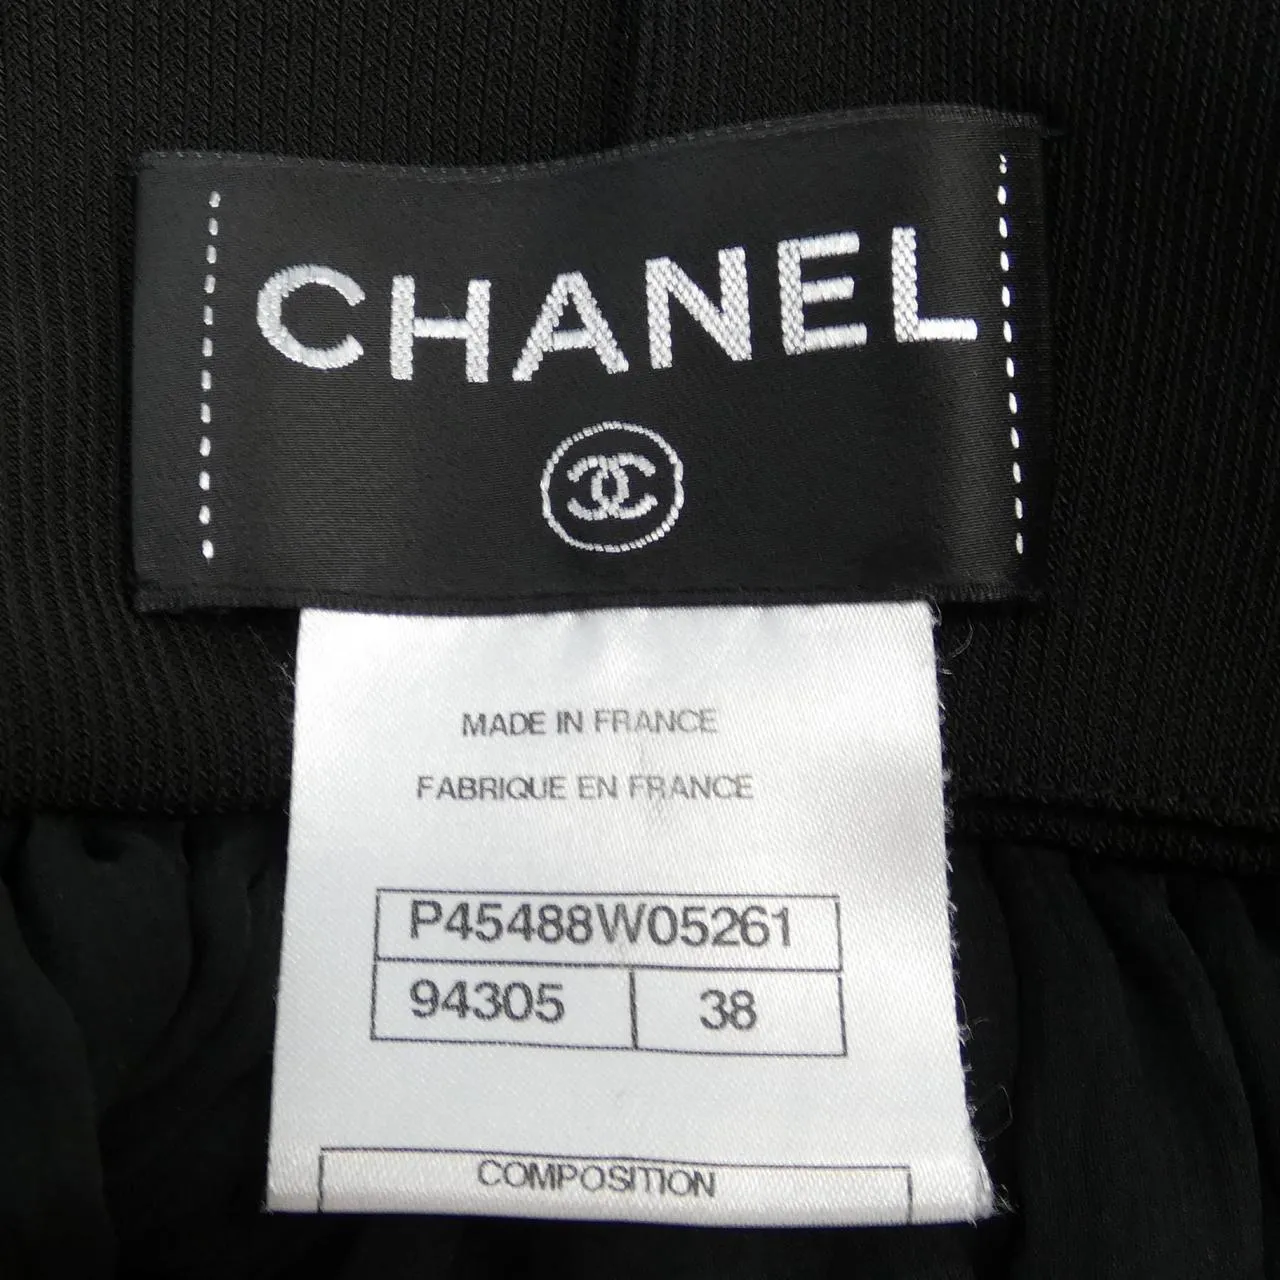 CHANEL
MADE IN FRANCE
FABRIQUE EN FRANCE
P45488W05261
94305 38
COMPOSITION